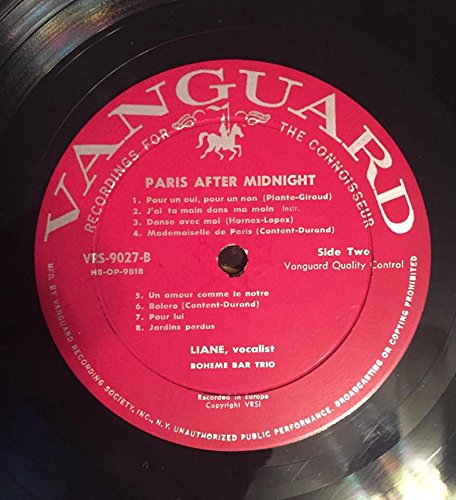 VANGUARD
RECORDINGS FOR THE CONNOISSEUR
PARIS AFTER MIDNIGHT
1. Pour un oui, pour un non (Plante-Giraud)
2. J'ai ta main dans ma main Instr.
3. Danse avec moi (Hornez-Lopez)
4. Mademoiselle de Paris (Content-Durand)
VRS-9027-B
HB-OP-9818
Side Two
Vanguard Quality Control
5. Un amour comme le notre
6. Bolero (Content-Durand)
7. Pour lui
8. Jardins perdus
LIANE, vocalist
BOHEME BAR TRIO
Recorded in Europe
Copyright VRSI
MFG. BY VANGUARD RECORDING SOCIETY, INC., N.Y. UNAUTHORIZED PUBLIC PERFORMANCE, BROADCASTING OR COPYING PROHIBITED